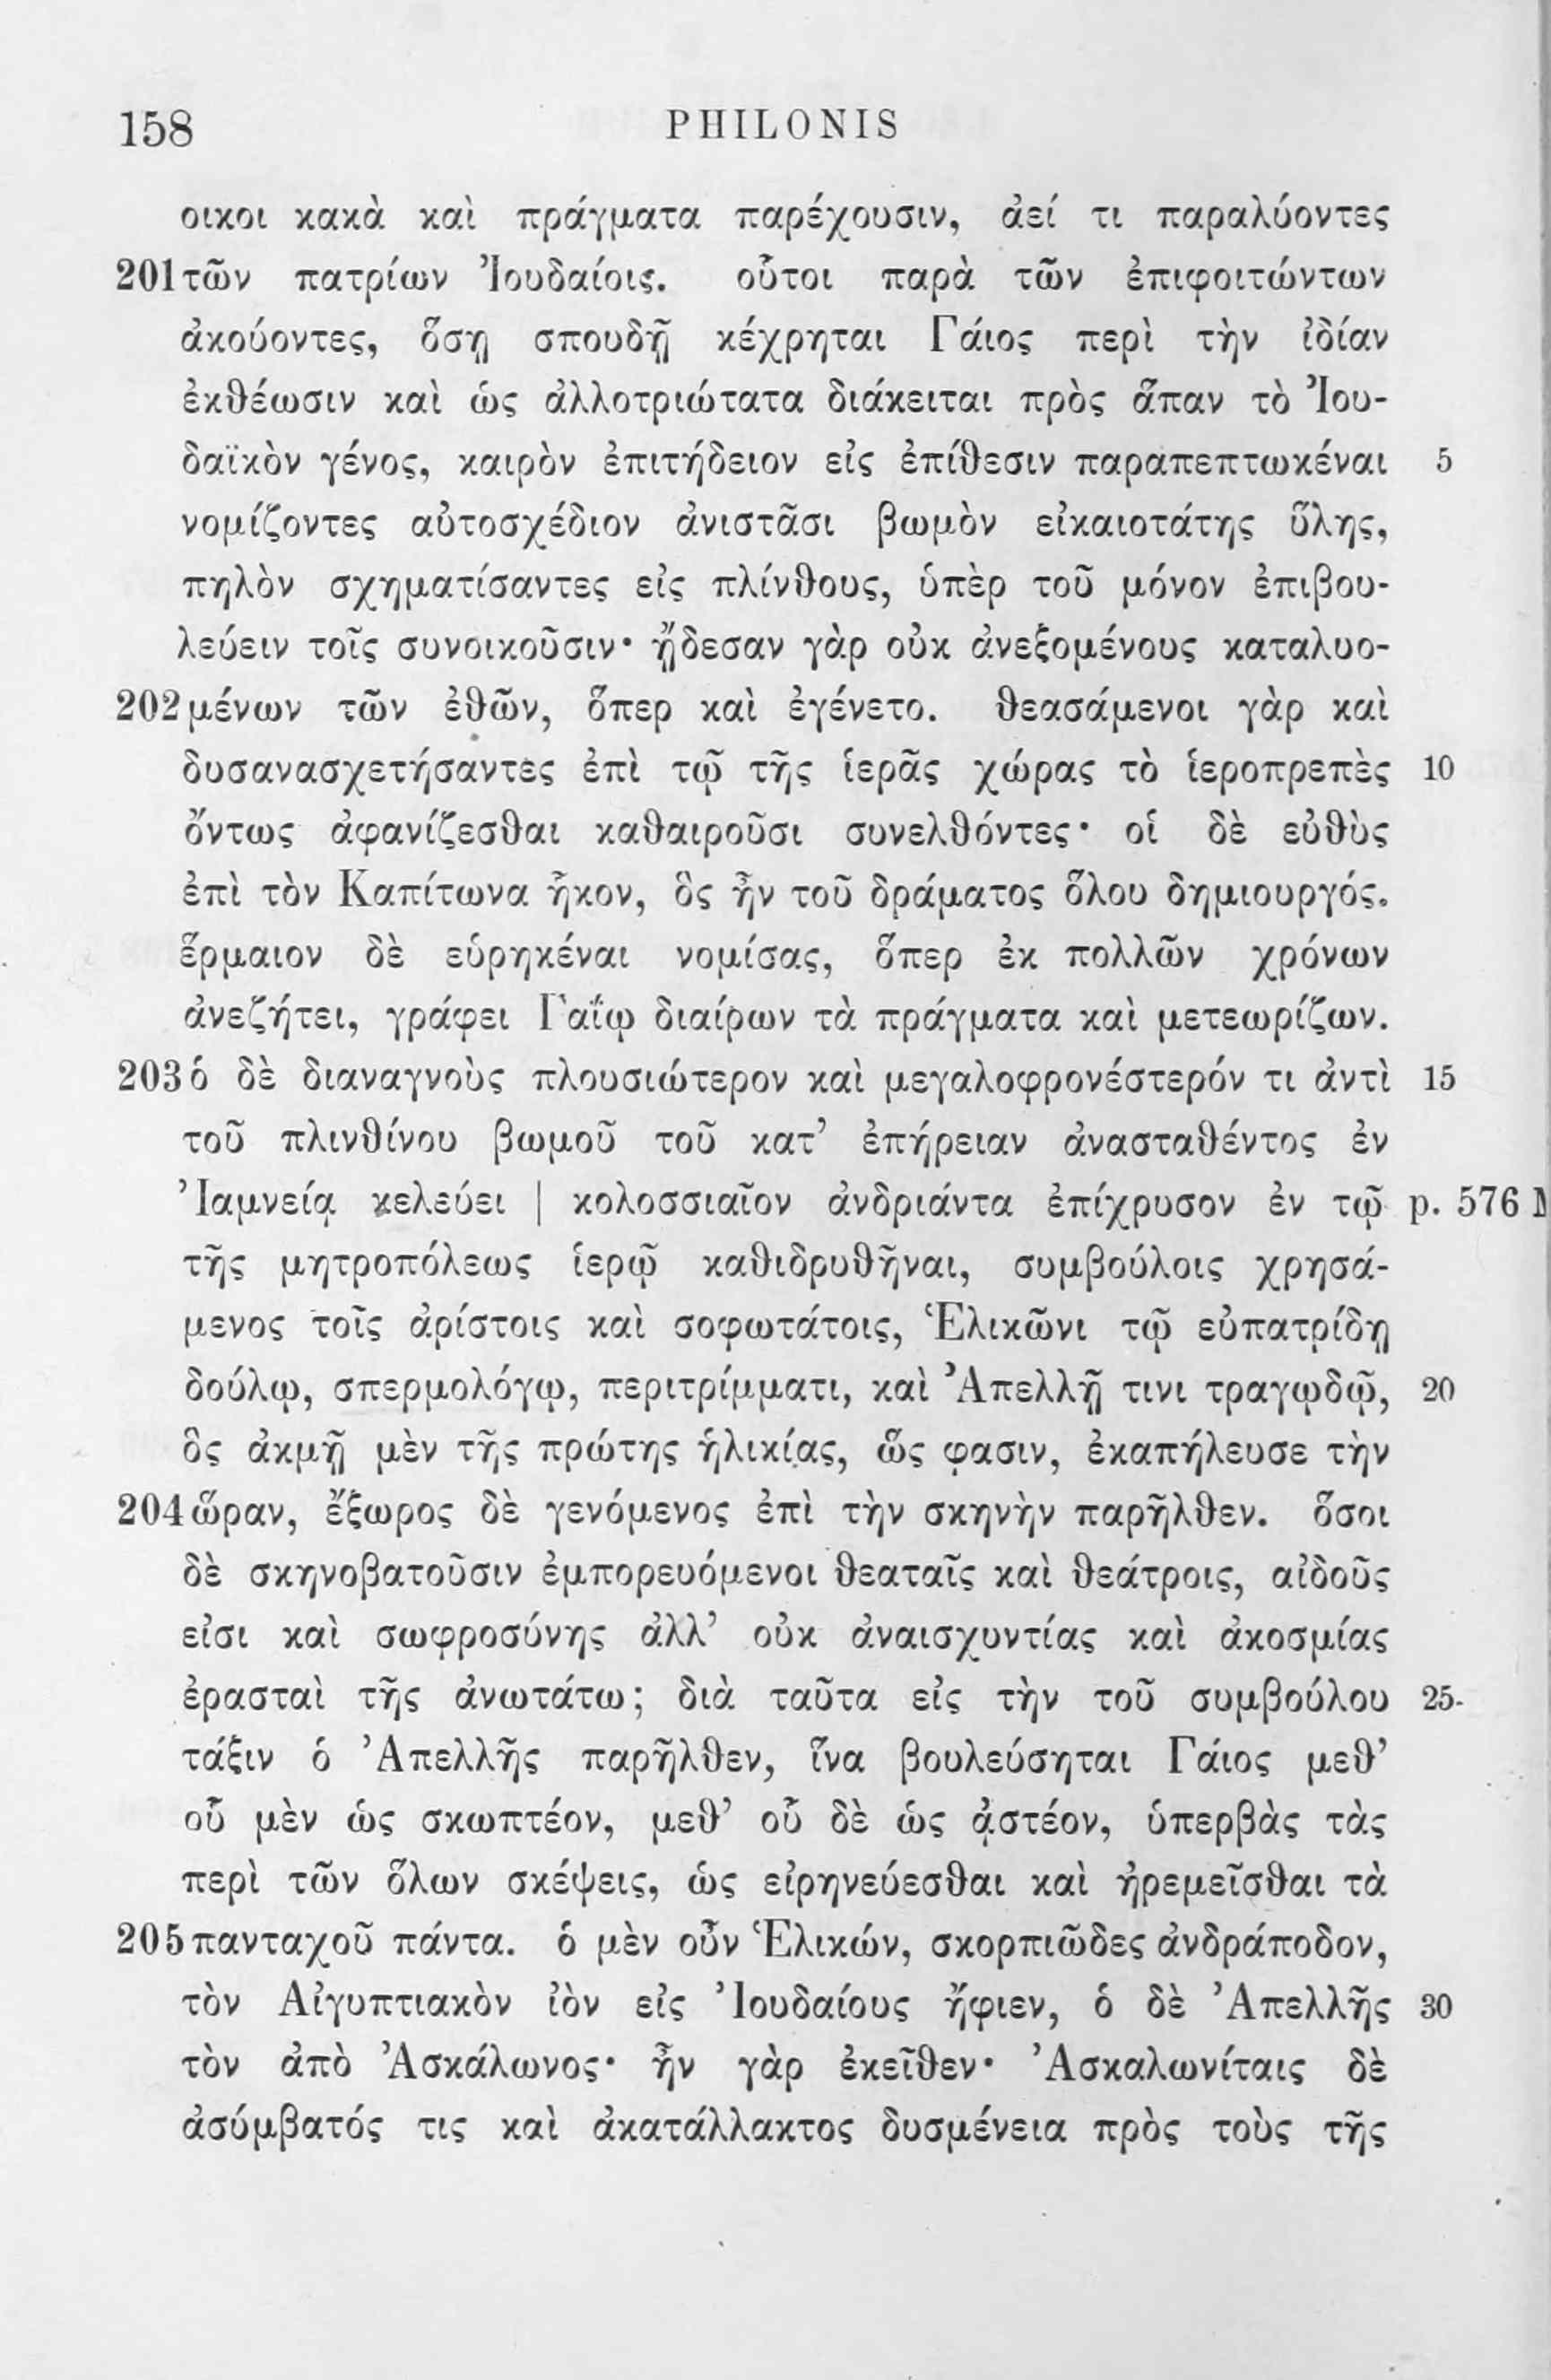 158 PHILONIS
οικοι κακὰ καὶ πράγματα παρέχουσιν, ἀεί τι παραλύοντες
201 τῶν πατρίων Ἰουδαίοις. οὗτοι παρὰ τῶν ἐπιφοιτώντων
ἀκούοντες, ὅσῃ σπουδῇ κέχρηται Γάιος περὶ τὴν ἰδίαν
ἐκθέωσιν καὶ ὡς ἀλλοτριώτατα διάκειται πρὸς ἅπαν τὸ Ἰου-
δαϊκὸν γένος, καιρὸν ἐπιτήδειον εἰς ἐπίθεσιν παραπεπτωκέναι 5
νομίζοντες αὐτοσχέδιον ἀνιστᾶσι βωμὸν εἰκαιοτάτης ὕλης,
πηλὸν σχηματίσαντες εἰς πλίνθους, ὑπὲρ τοῦ μόνον ἐπιβου-
λεύειν τοῖς συνοικοῦσιν· ᾔδεσαν γὰρ οὐκ ἀνεξομένους καταλυο-
202 μένων τῶν ἐθῶν, ὅπερ καὶ ἐγένετο. θεασάμενοι γὰρ καὶ
δυσανασχετήσαντες ἐπὶ τῷ τῆς ἱερᾶς χώρας τὸ ἱεροπρεπὲς 10
ὄντως ἀφανίζεσθαι καθαιροῦσι συνελθόντες· οἱ δὲ εὐθὺς
ἐπὶ τὸν Καπίτωνα ἧκον, ὃς ἦν τοῦ δράματος ὅλου δημιουργός.
ἕρμαιον δὲ εὑρηκέναι νομίσας, ὅπερ ἐκ πολλῶν χρόνων
ἀνεζήτει, γράφει Γαΐῳ διαίρων τὰ πράγματα καὶ μετεωρίζων.
203 ὁ δὲ διαναγνοὺς πλουσιώτερον καὶ μεγαλοφρονέστερόν τι ἀντὶ 15
τοῦ πλινθίνου βωμοῦ τοῦ κατ’ ἐπήρειαν ἀνασταθέντος ἐν
Ἰαμνείᾳ κελεύει | κολοσσιαῖον ἀνδριάντα ἐπίχρυσον ἐν τῷ p. 576 M
τῆς μητροπόλεως ἱερῷ καθιδρυθῆναι, συμβούλοις χρησά-
μενος τοῖς ἀρίστοις καὶ σοφωτάτοις, Ἑλικῶνι τῷ εὐπατρίδῃ
δούλῳ, σπερμολόγῳ, περιτρίμματι, καὶ Ἀπελλῇ τινι τραγῳδῷ, 20
ὃς ἀκμῇ μὲν τῆς πρώτης ἡλικίας, ὥς φασιν, ἐκαπήλευσε τὴν
204 ὥραν, ἔξωρος δὲ γενόμενος ἐπὶ τὴν σκηνὴν παρῆλθεν. ὅσοι
δὲ σκηνοβατοῦσιν ἐμπορευόμενοι θεαταῖς καὶ θεάτροις, αἰδοῦς
εἰσι καὶ σωφροσύνης ἀλλ’ οὐκ ἀναισχυντίας καὶ ἀκοσμίας
ἐρασταὶ τῆς ἀνωτάτω; διὰ ταῦτα εἰς τὴν τοῦ συμβούλου 25
τάξιν ὁ Ἀπελλῆς παρῆλθεν, ἵνα βουλεύσηται Γάιος μεθ’
οὗ μὲν ὡς σκωπτέον, μεθ’ οὗ δὲ ὡς ᾀστέον, ὑπερβὰς τὰς
περὶ τῶν ὅλων σκέψεις, ὡς εἰρηνεύεσθαι καὶ ἠρεμεῖσθαι τὰ
205 πανταχοῦ πάντα. ὁ μὲν οὖν Ἑλικών, σκορπιῶδες ἀνδράποδον,
τὸν Αἰγυπτιακὸν ἰὸν εἰς Ἰουδαίους ἤφιεν, ὁ δὲ Ἀπελλῆς 30
τὸν ἀπὸ Ἀσκάλωνος· ἦν γὰρ ἐκεῖθεν· Ἀσκαλωνίταις δὲ
ἀσύμβατός τις καὶ ἀκατάλλακτος δυσμένεια πρὸς τοὺς τῆς